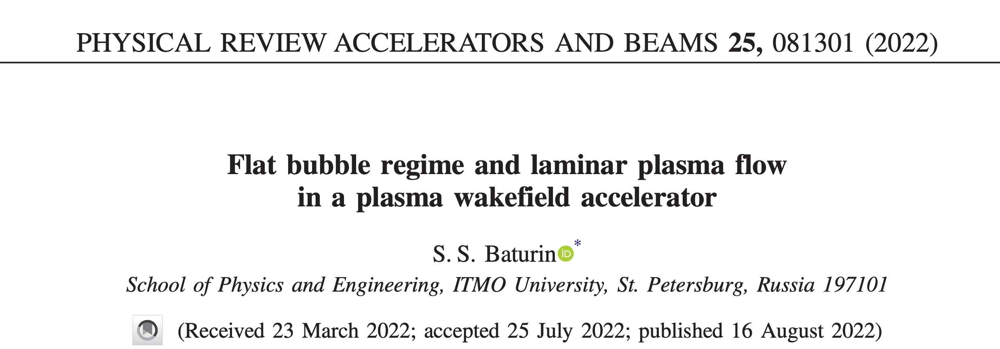 PHYSICAL REVIEW ACCELERATORS AND BEAMS 25, 081301 (2022)
Flat bubble regime and laminar plasma flow
in a plasma wakefield accelerator
S. S. Baturin iD *
School of Physics and Engineering, ITMO University, St. Petersburg, Russia 197101
(Received 23 March 2022; accepted 25 July 2022; published 16 August 2022)